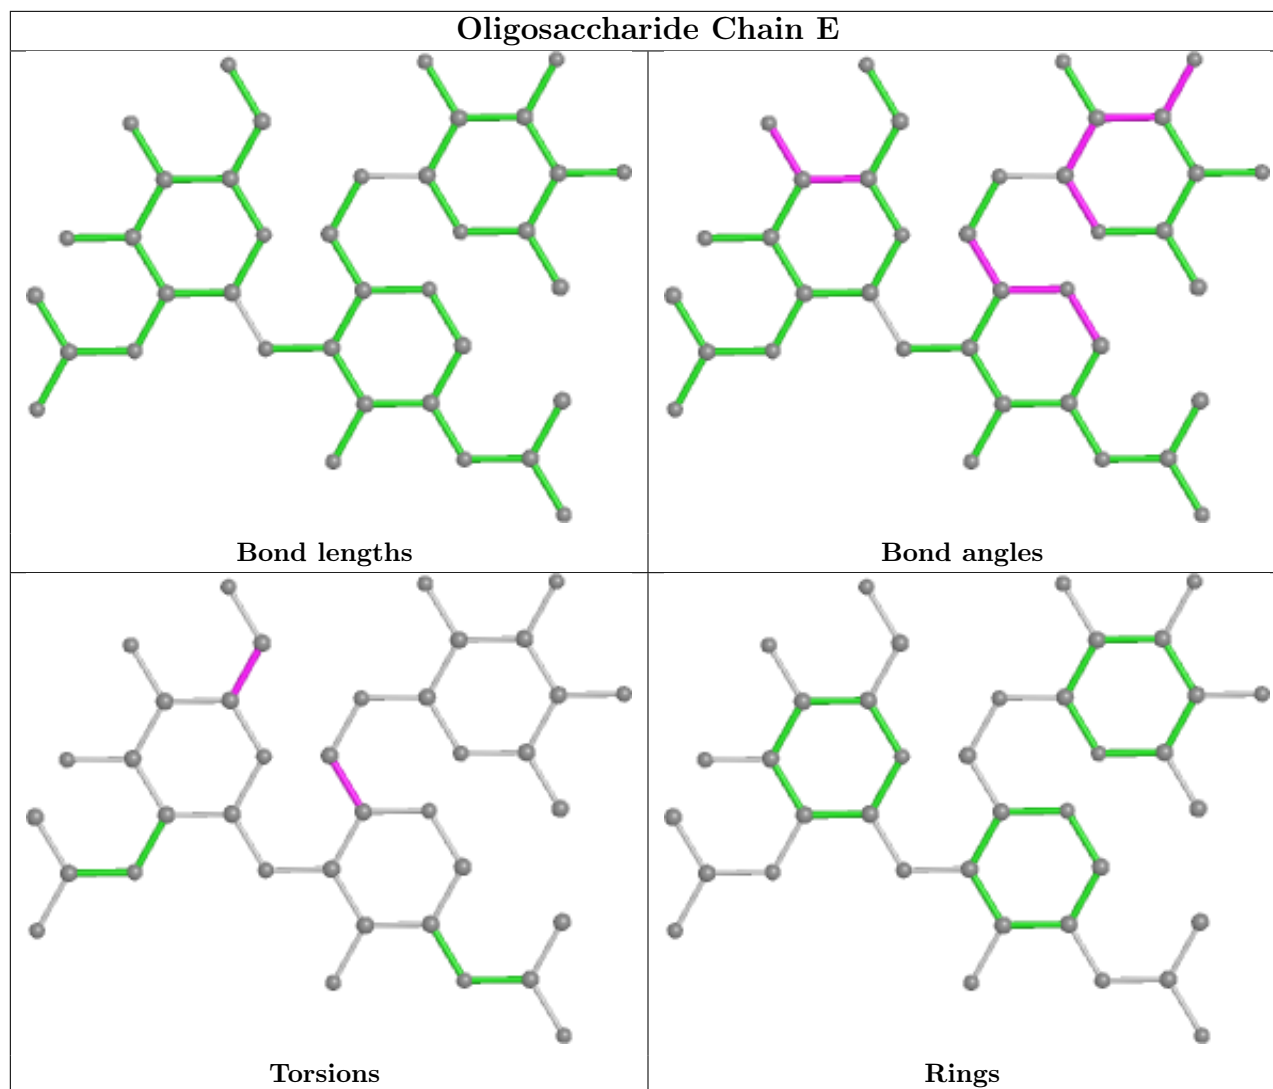 Oligosaccharide Chain E
Bond lengths
Bond angles
Torsions
Rings